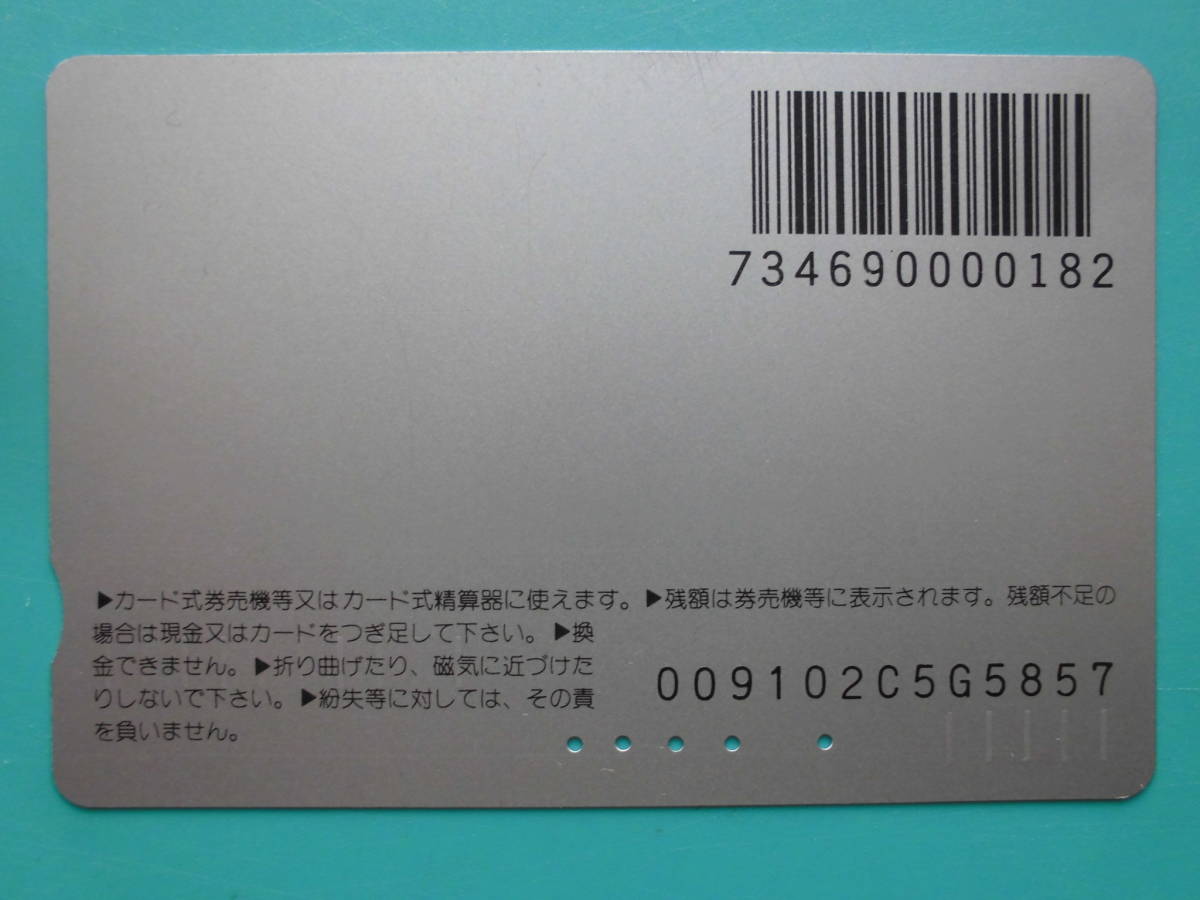 734690000182
▶カード式券売機等又はカード式精算器に使えます。▶残額は券売機等に表示されます。残額不足の
場合は現金又はカードをつぎ足して下さい。▶換
金できません。▶折り曲げたり、磁気に近づけた
りしないで下さい。▶紛失等に対しては、その責
を負いません。
009102C5G5857